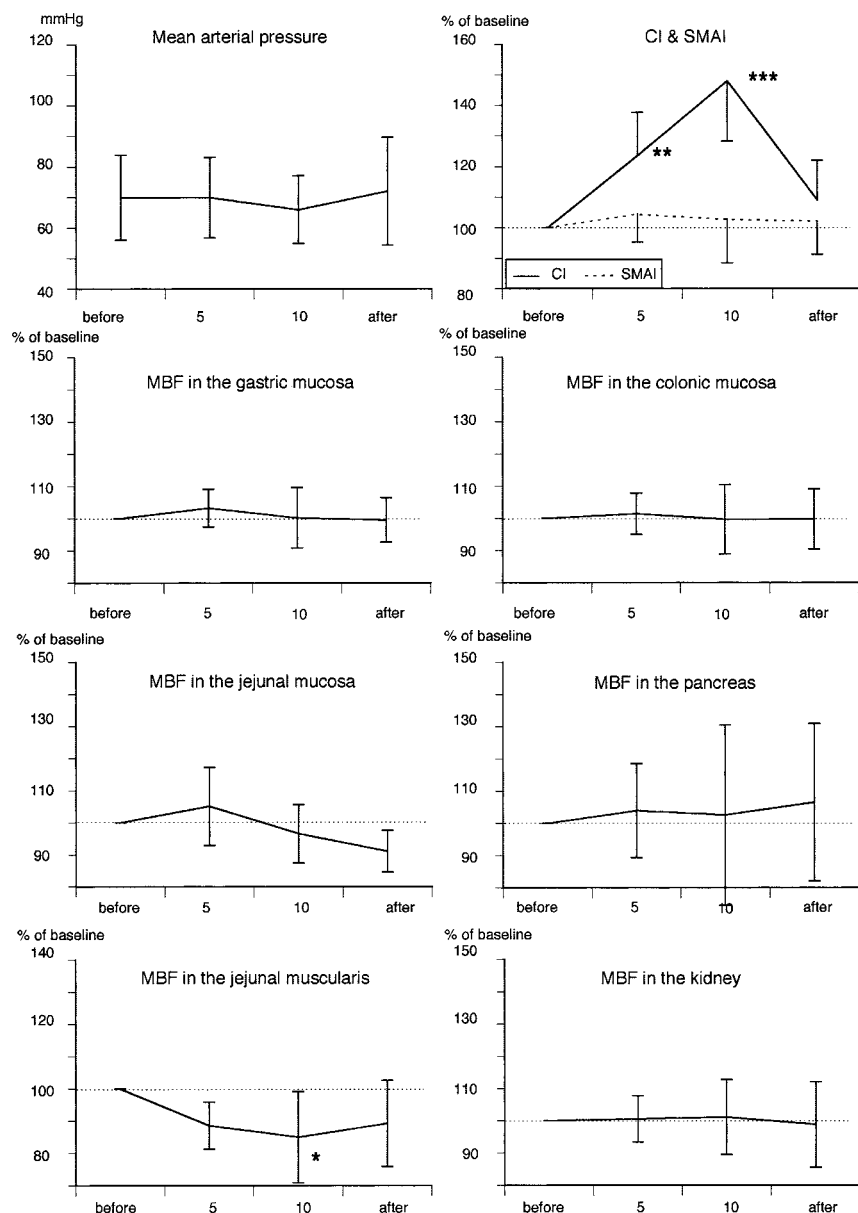 mmHg
Mean arterial pressure
120
100
80
60
40
before 5 10 after
% of baseline
CI & SMAI
160
140
120
100
80
***
**
CI SMAI
before 5 10 after
% of baseline
MBF in the gastric mucosa
150
130
110
90
before 5 10 after
% of baseline
MBF in the colonic mucosa
150
130
110
90
before 5 10 after
% of baseline
MBF in the jejunal mucosa
150
130
110
90
before 5 10 after
% of baseline
MBF in the pancreas
150
130
110
90
before 5 10 after
% of baseline
MBF in the jejunal muscularis
140
120
100
80
*
before 5 10 after
% of baseline
MBF in the kidney
150
130
110
90
before 5 10 after